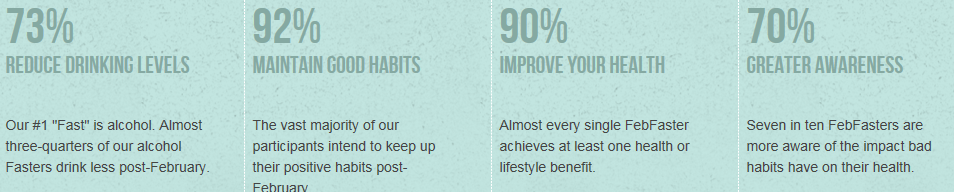 73%
REDUCE DRINKING LEVELS
Our #1 "Fast" is alcohol. Almost
three-quarters of our alcohol
Fasters drink less post-February.
92%
MAINTAIN GOOD HABITS
The vast majority of our
participants intend to keep up
their positive habits post-
February.
90%
IMPROVE YOUR HEALTH
Almost every single FebFaster
achieves at least one health or
lifestyle benefit.
70%
GREATER AWARENESS
Seven in ten FebFasters are
more aware of the impact bad
habits have on their health.